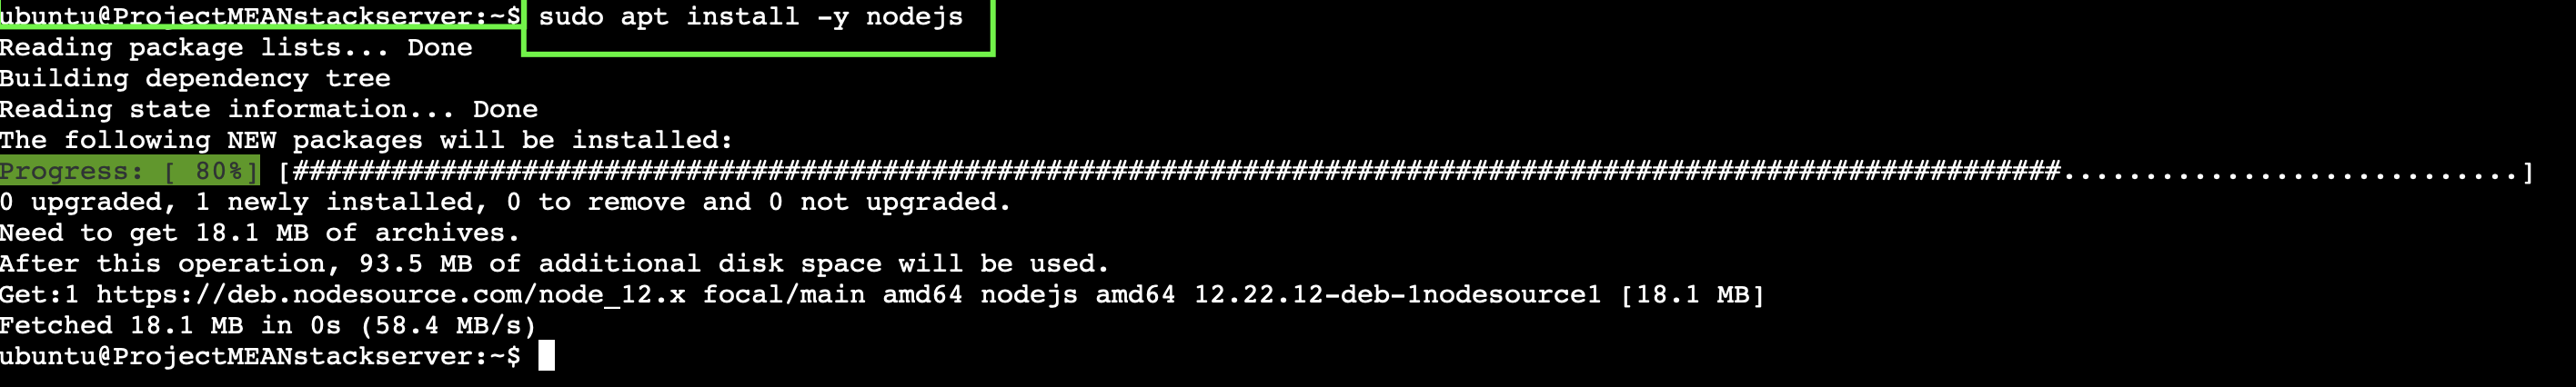 ubuntu@ProjectMEANstackserver:~$ sudo apt install -y nodejs
Reading package lists... Done
Building dependency tree
Reading state information... Done
The following NEW packages will be installed:
Progress: [ 80%] [############################################################################################################............................]
0 upgraded, 1 newly installed, 0 to remove and 0 not upgraded.
Need to get 18.1 MB of archives.
After this operation, 93.5 MB of additional disk space will be used.
Get:1 https://deb.nodesource.com/node_12.x focal/main amd64 nodejs amd64 12.22.12-deb-1nodesource1 [18.1 MB]
Fetched 18.1 MB in 0s (58.4 MB/s)
ubuntu@ProjectMEANstackserver:~$